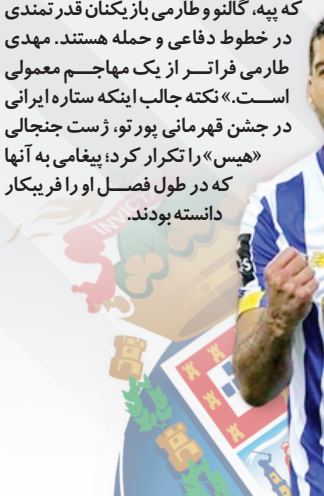 که پپه، گالنو و طارمی بازیکنان قدرتمندی
در خطوط دفاعی و حمله هستند. مهدی
طارمی فراتر از یک مهاجم معمولی
است.» نکته جالب اینکه ستاره ایرانی
در جشن قهرمانی پورتو، ژست جنجالی
«هیس» را تکرار کرد؛ پیغامی به آنها
که در طول فصل او را فریبکار
دانسته بودند.
INVICTA